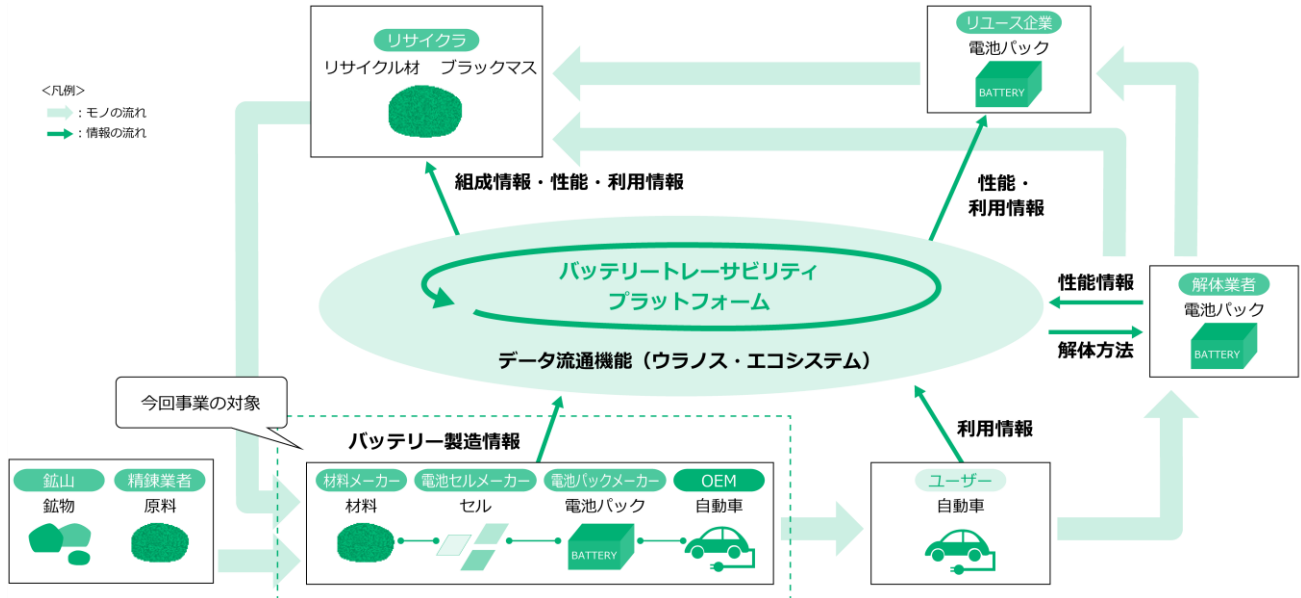 リサイクラ
リサイクル材 ブラックマス
リユース企業
電池パック
BATTERY
<凡例>
:モノの流れ
:情報の流れ
組成情報・性能・利用情報
性能・
利用情報
バッテリートレーサビリティ
プラットフォーム
データ流通機能（ウラノス・エコシステム）
性能情報
解体方法
解体業者
電池パック
BATTERY
今回事業の対象
バッテリー製造情報
利用情報
鉱山
鉱物
精錬業者
原料
材料メーカー
材料
電池セルメーカー
セル
電池パックメーカー
電池パック
BATTERY
OEM
自動車
ユーザー
自動車